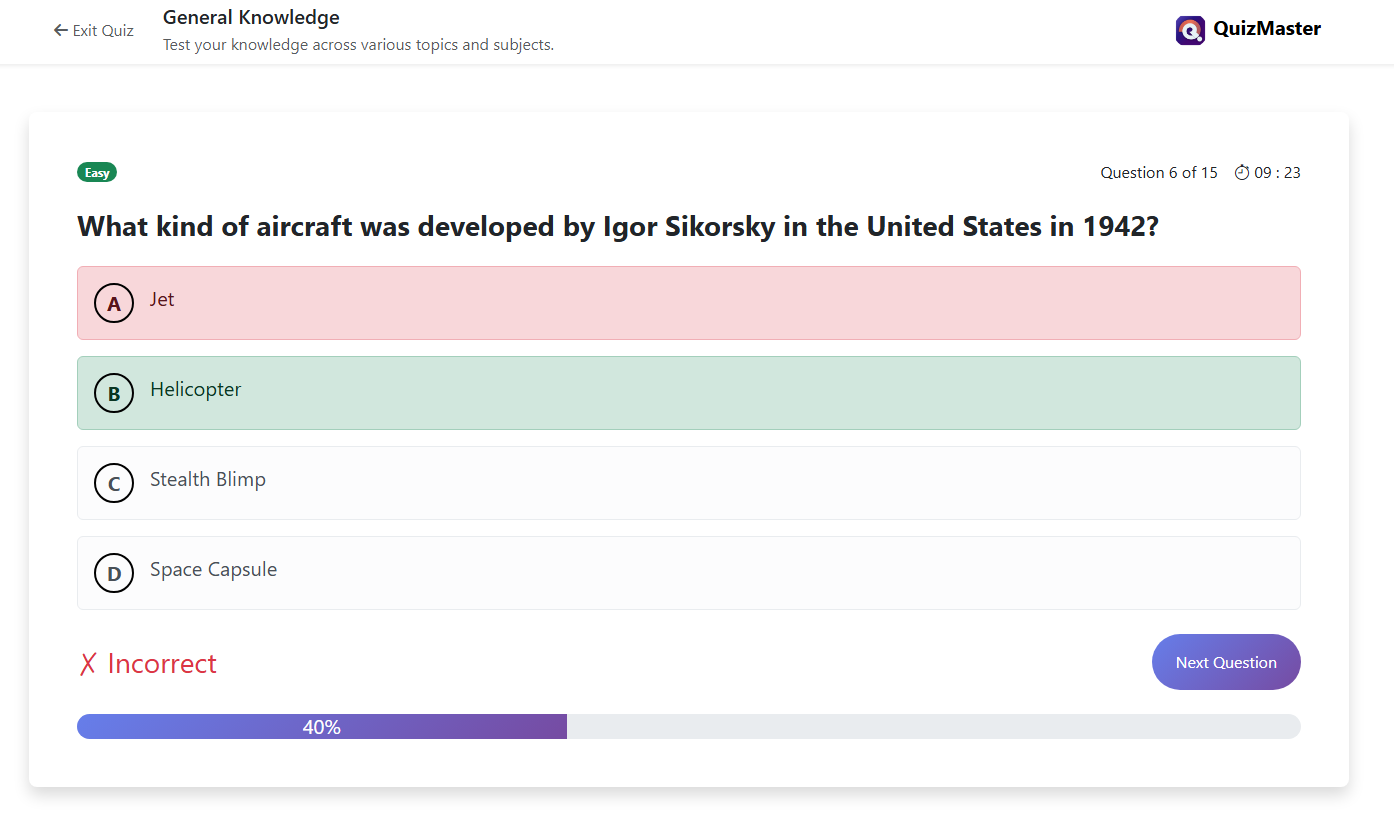 Exit Quiz
General Knowledge
Test your knowledge across various topics and subjects.
QuizMaster
Easy
Question 6 of 15
09 : 23
What kind of aircraft was developed by Igor Sikorsky in the United States in 1942?
A Jet
B Helicopter
C Stealth Blimp
D Space Capsule
✗ Incorrect
Next Question
40%